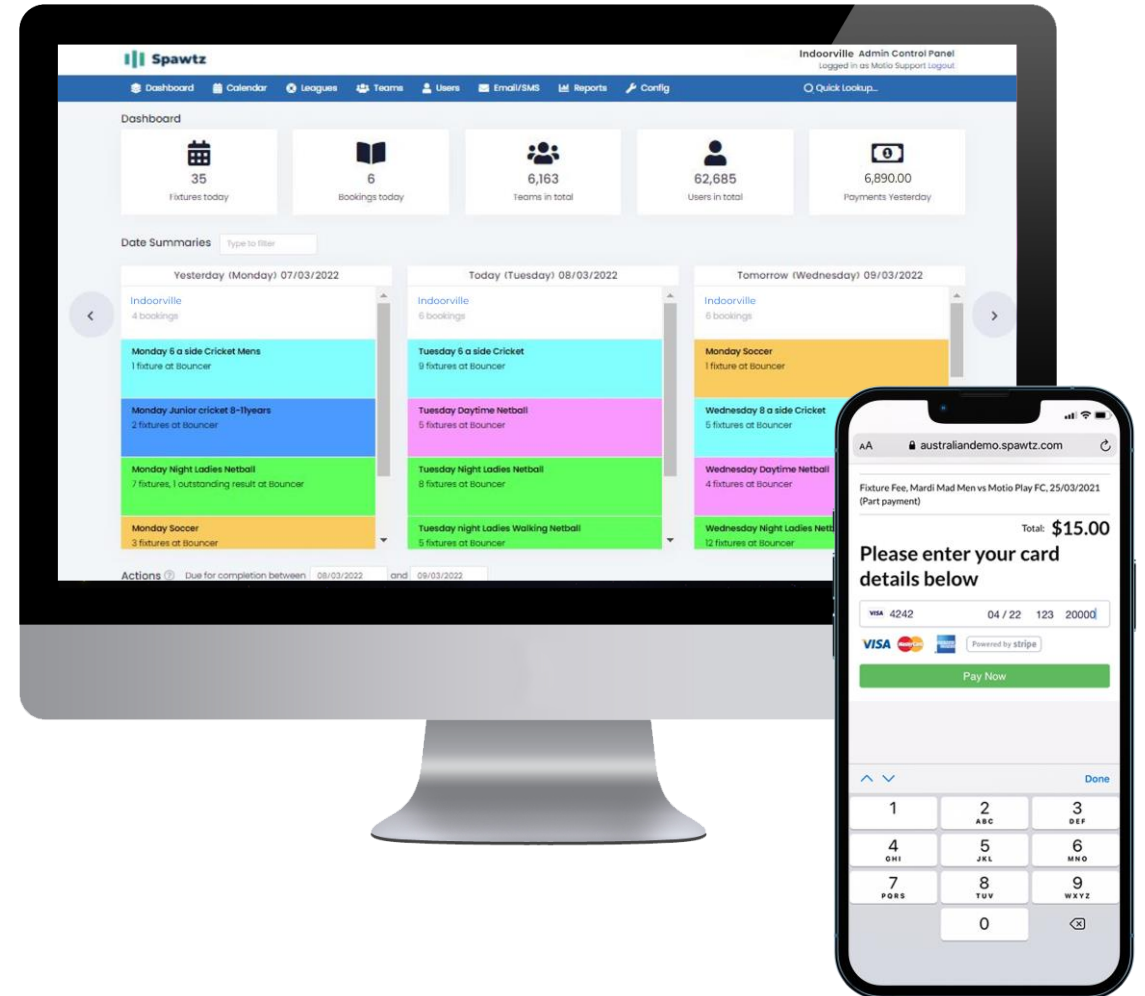 Spawtz
Indoorville Admin Control Panel
Logged in as Motio Support Logout
Dashboard Calendar Leagues Teams Users Email/SMS Reports Config Quick Lookup...
Dashboard
35
Fixtures today
6
Bookings today
6,163
Teams in total
62,685
Users in total
6,890.00
Payments Yesterday
Date Summaries Type to filter
Yesterday (Monday) 07/03/2022
Indoorville
4 bookings
Monday 6 a side Cricket Mens
1 fixture at Bouncer
Monday Junior cricket 8-11years
2 fixtures at Bouncer
Monday Night Ladies Netball
7 fixtures, 1 outstanding result at Bouncer
Monday Soccer
3 fixtures at Bouncer
Today (Tuesday) 08/03/2022
Indoorville
6 bookings
Tuesday 6 a side Cricket
9 fixtures at Bouncer
Tuesday Daytime Netball
5 fixtures at Bouncer
Tuesday Night Ladies Netball
8 fixtures at Bouncer
Tuesday night Ladies Walking Netball
5 fixtures at Bouncer
Tomorrow (Wednesday) 09/03/2022
Indoorville
6 bookings
Monday Soccer
1 fixture at Bouncer
Wednesday 8 a side Cricket
5 fixtures at Bouncer
Wednesday Daytime Netball
4 fixtures at Bouncer
Wednesday Night Ladies Netb
12 fixtures at Bouncer
Actions ? Due for completion between 08/03/2022 and 09/03/2022
AA australiandemo.spawtz.com
Fixture Fee, Mardi Mad Men vs Motio Play FC, 25/03/2021
(Part payment)
Total: $15.00
Please enter your card
details below
VISA 4242 04 / 22 123 20000
VISA Powered by stripe
Pay Now
Done
1
2
ABC
3
DEF
4
GHI
5
JKL
6
MNO
7
PQRS
8
TUV
9
WXYZ
0